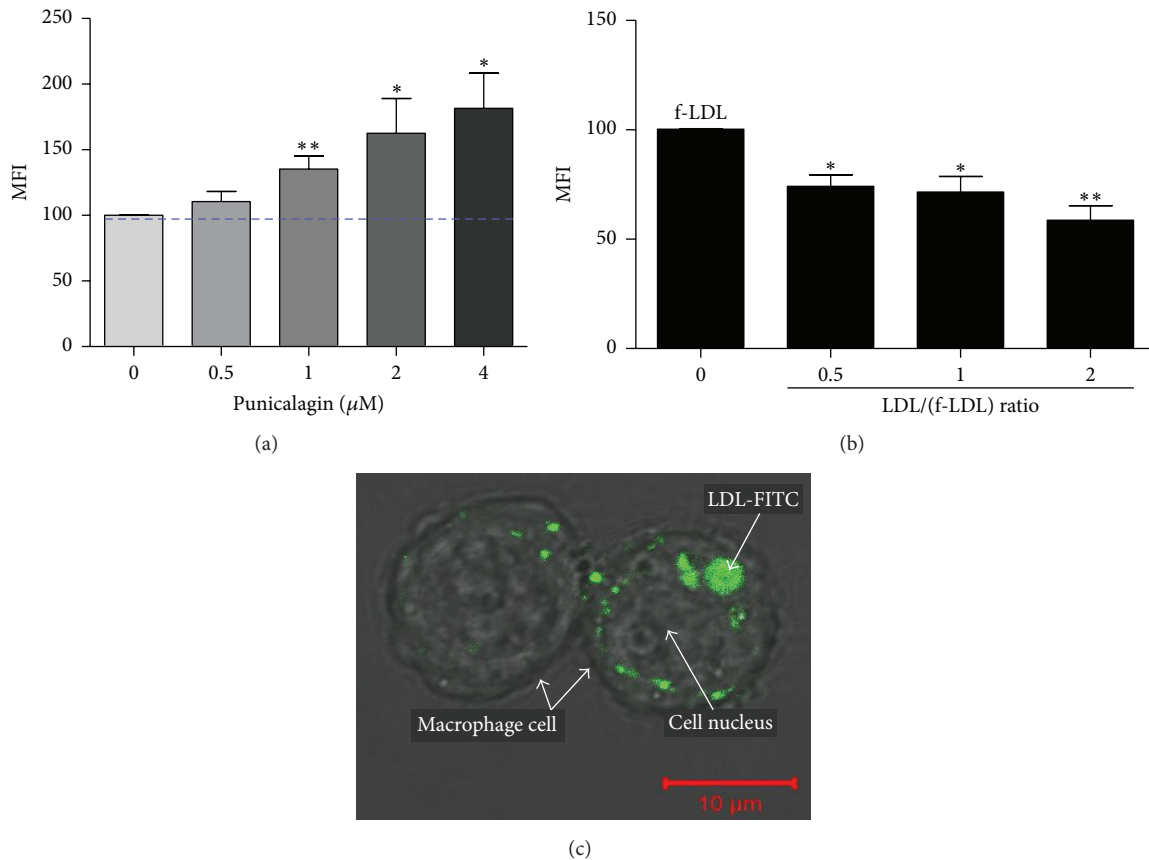 250
200
150
100
50
0
MFI
**
*
*
0 0.5 1 2 4
Punicalagin (μM)
(a)
150
100
50
0
MFI
f-LDL
*
*
**
0 0.5 1 2
LDL/(f-LDL) ratio
(b)
LDL-FITC
Macrophage cell
Cell nucleus
10 μm
(c)